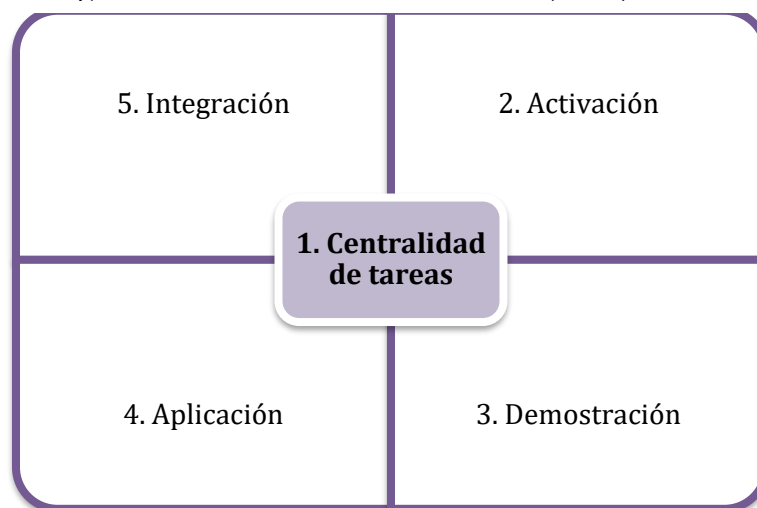 5. Integración
2. Activación
1. Centralidad
de tareas
4. Aplicación
3. Demostración